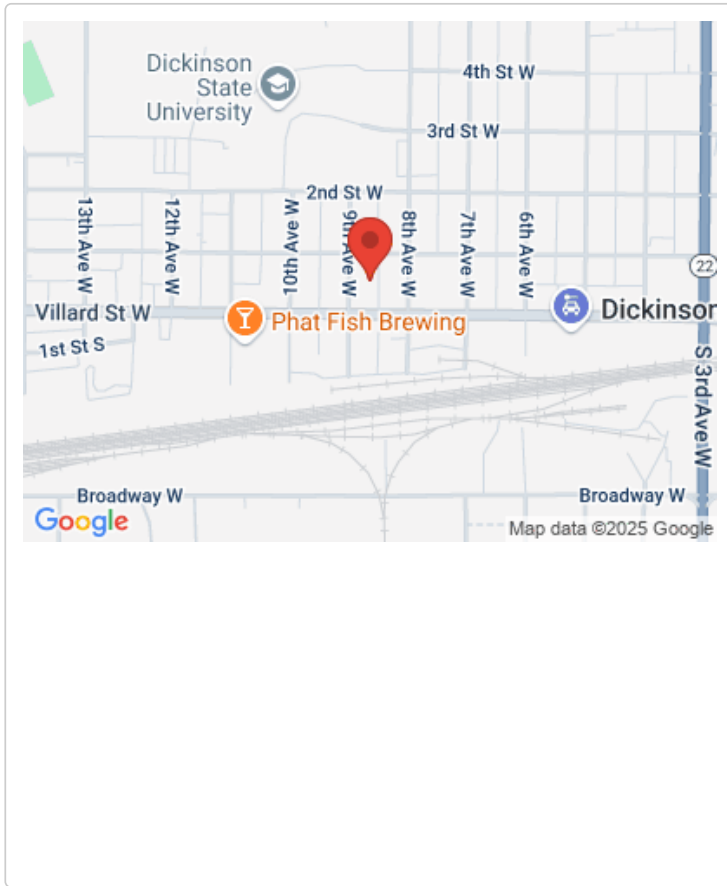 Dickinson
State
University
4th St W
3rd St W
2nd St W
13th Ave W
12th Ave W
10th Ave W
9th Ave W
8th Ave W
7th Ave W
6th Ave W
22
Villard St W
Phat Fish Brewing
Dickinson
1st St S
S 3rd Ave W
Broadway W
Broadway W
Google
Map data ©2025 Google